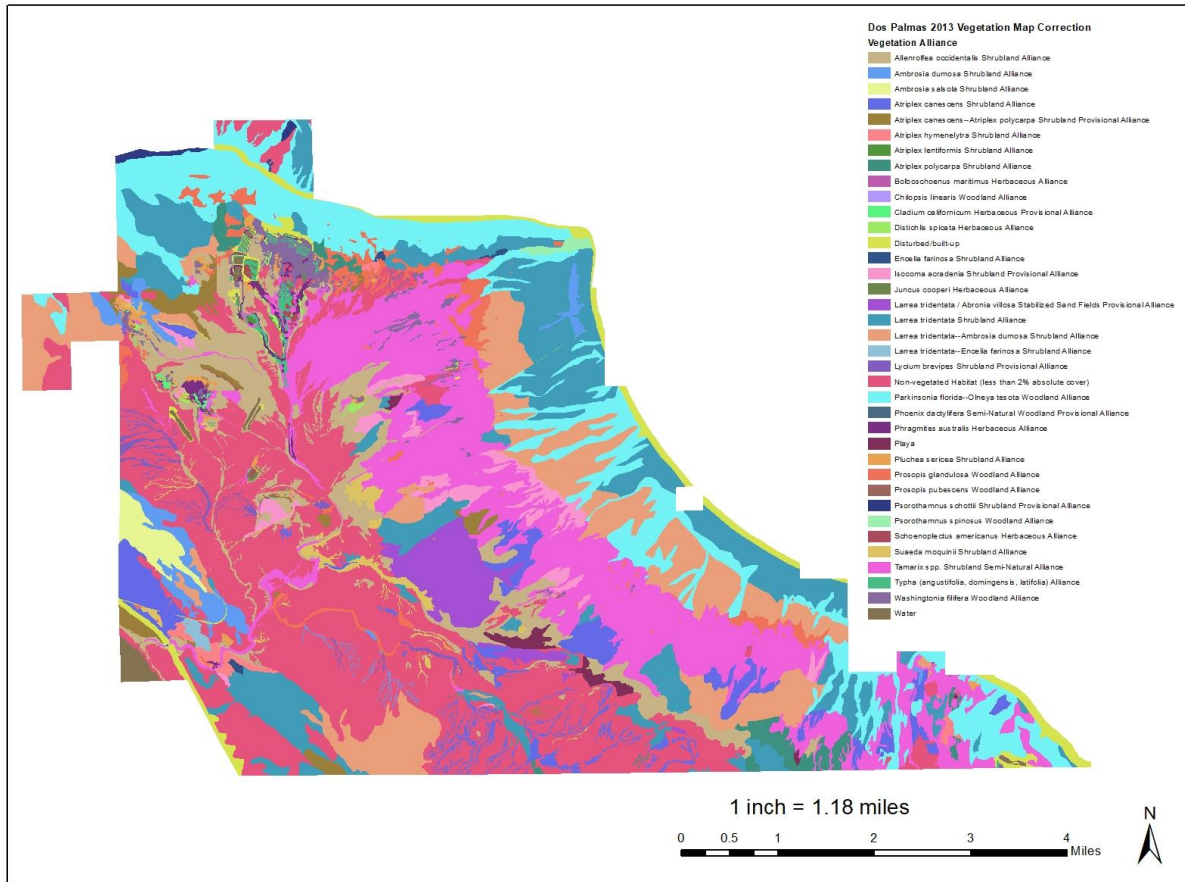 Dos Palmas 2013 Vegetation Map Correction
Vegetation Alliance
Allenrolfea occidentalis Shrubland Alliance
Ambrosia dumosa Shrubland Alliance
Ambrosia salsola Shrubland Alliance
Atriplex canescens Shrubland Alliance
Atriplex canescens--Atriplex polycarpa Shrubland Provisional Alliance
Atriplex hymenelytra Shrubland Alliance
Atriplex lentiformis Shrubland Alliance
Atriplex polycarpa Shrubland Alliance
Bolboschoenus maritimus Herbaceous Alliance
Chilopsis linearis Woodland Alliance
Cladium californicum Herbaceous Provisional Alliance
Distichlis spicata Herbaceous Alliance
Disturbed/built-up
Encelia farinosa Shrubland Alliance
Isocoma acradenia Shrubland Provisional Alliance
Juncus cooperi Herbaceous Alliance
Larrea tridentata / Abronia villosa Stabilized Sand Fields Provisional Alliance
Larrea tridentata Shrubland Alliance
Larrea tridentata--Ambrosia dumosa Shrubland Alliance
Larrea tridentata--Encelia farinosa Shrubland Alliance
Lycium brevipes Shrubland Provisional Alliance
Non-vegetated Habitat (less than 2% absolute cover)
Parkinsonia florida--Olneya tesota Woodland Alliance
Phoenix dactylifera Semi-Natural Woodland Provisional Alliance
Phragmites australis Herbaceous Alliance
Playa
Pluchea sericea Shrubland Alliance
Prosopis glandulosa Woodland Alliance
Prosopis pubescens Woodland Alliance
Psorothamnus schottii Shrubland Provisional Alliance
Psorothamnus spinosus Woodland Alliance
Schoenoplectus americanus Herbaceous Alliance
Suaeda moquinii Shrubland Alliance
Tamarix spp. Shrubland Semi-Natural Alliance
Typha (angustifolia, domingensis, latifolia) Alliance
Washingtonia filifera Woodland Alliance
Water
1 inch = 1.18 miles
0 0.5 1 2 3 4
Miles
N